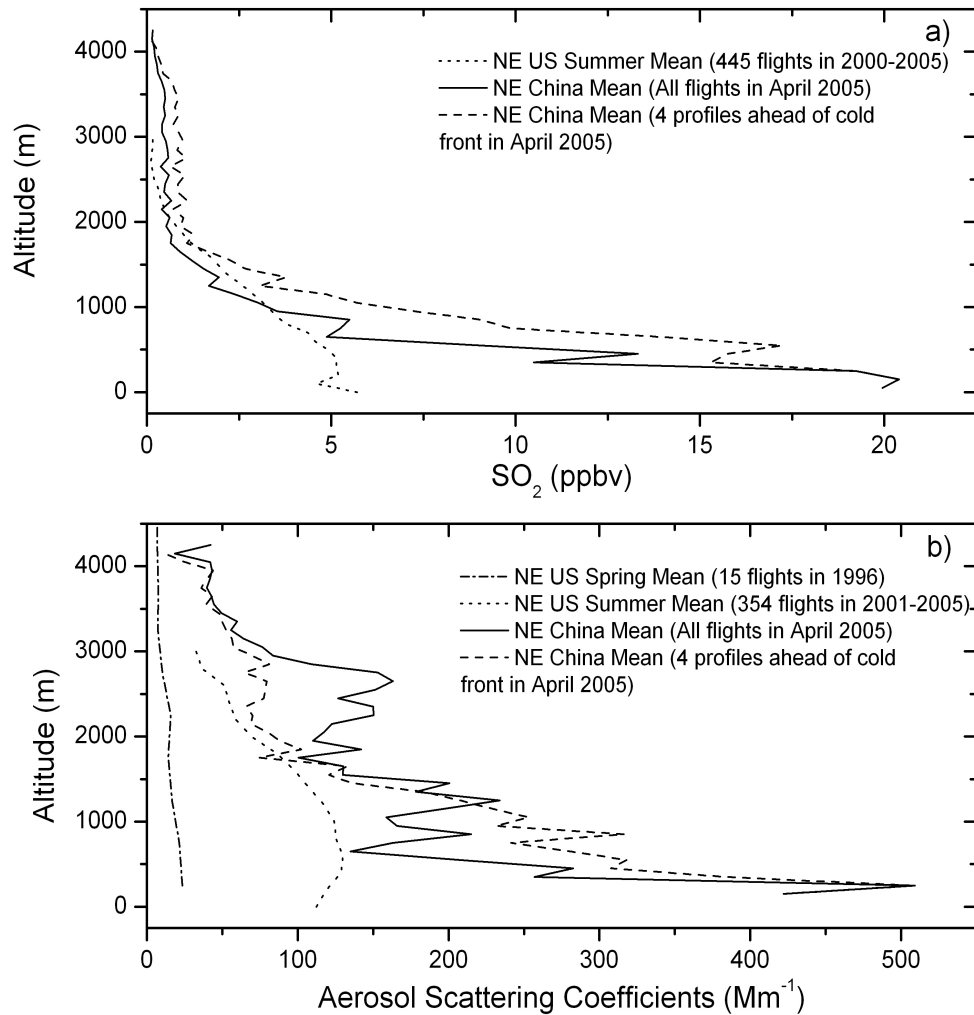 a)
NE US Summer Mean (445 flights in 2000-2005)
NE China Mean (All flights in April 2005)
NE China Mean (4 profiles ahead of cold
front in April 2005)
4000
3000
2000
1000
0
Altitude (m)
0 5 10 15 20
SO2 (ppbv)
b)
NE US Spring Mean (15 flights in 1996)
NE US Summer Mean (354 flights in 2001-2005)
NE China Mean (All flights in April 2005)
NE China Mean (4 profiles ahead of cold
front in April 2005)
4000
3000
2000
1000
0
Altitude (m)
0 100 200 300 400 500
Aerosol Scattering Coefficients (Mm-1)